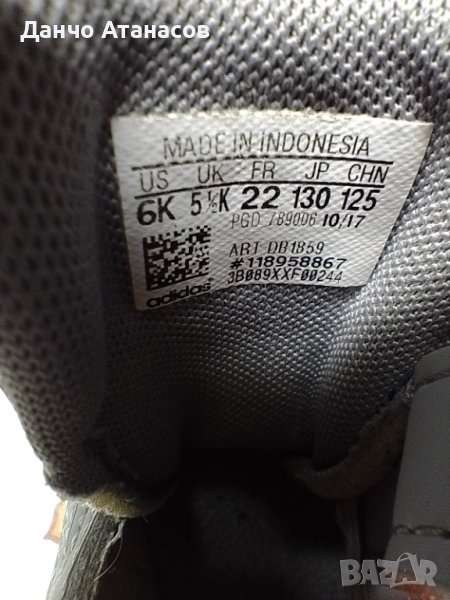 Данчо Атанасов
MADE IN INDONESIA
US UK FR JP CHN
6K 5½K 22 130 125
PGD 789006 10/17
ART DB1859
#118958867
3B089XXF00244
adidas
BAZAR